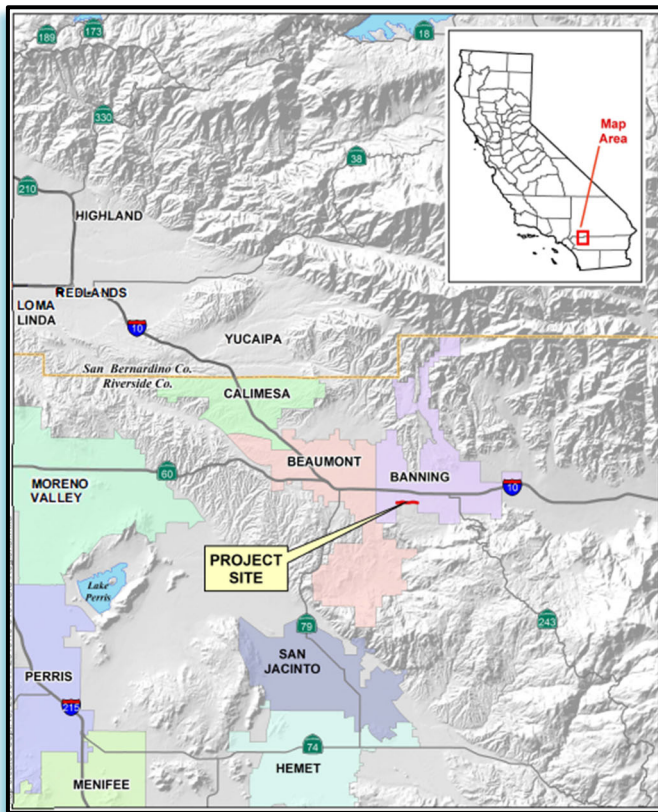 189
173
18
330
38
210
HIGHLAND
Map
Area
REDLANDS
LOMA
LINDA
10
YUCAIPA
San Bernardino Co.
Riverside Co.
CALIMESA
BEAUMONT
BANNING
60
10
MORENO
VALLEY
PROJECT
SITE
Lake
Perris
79
243
SAN
JACINTO
PERRIS
215
74
HEMET
MENIFEE